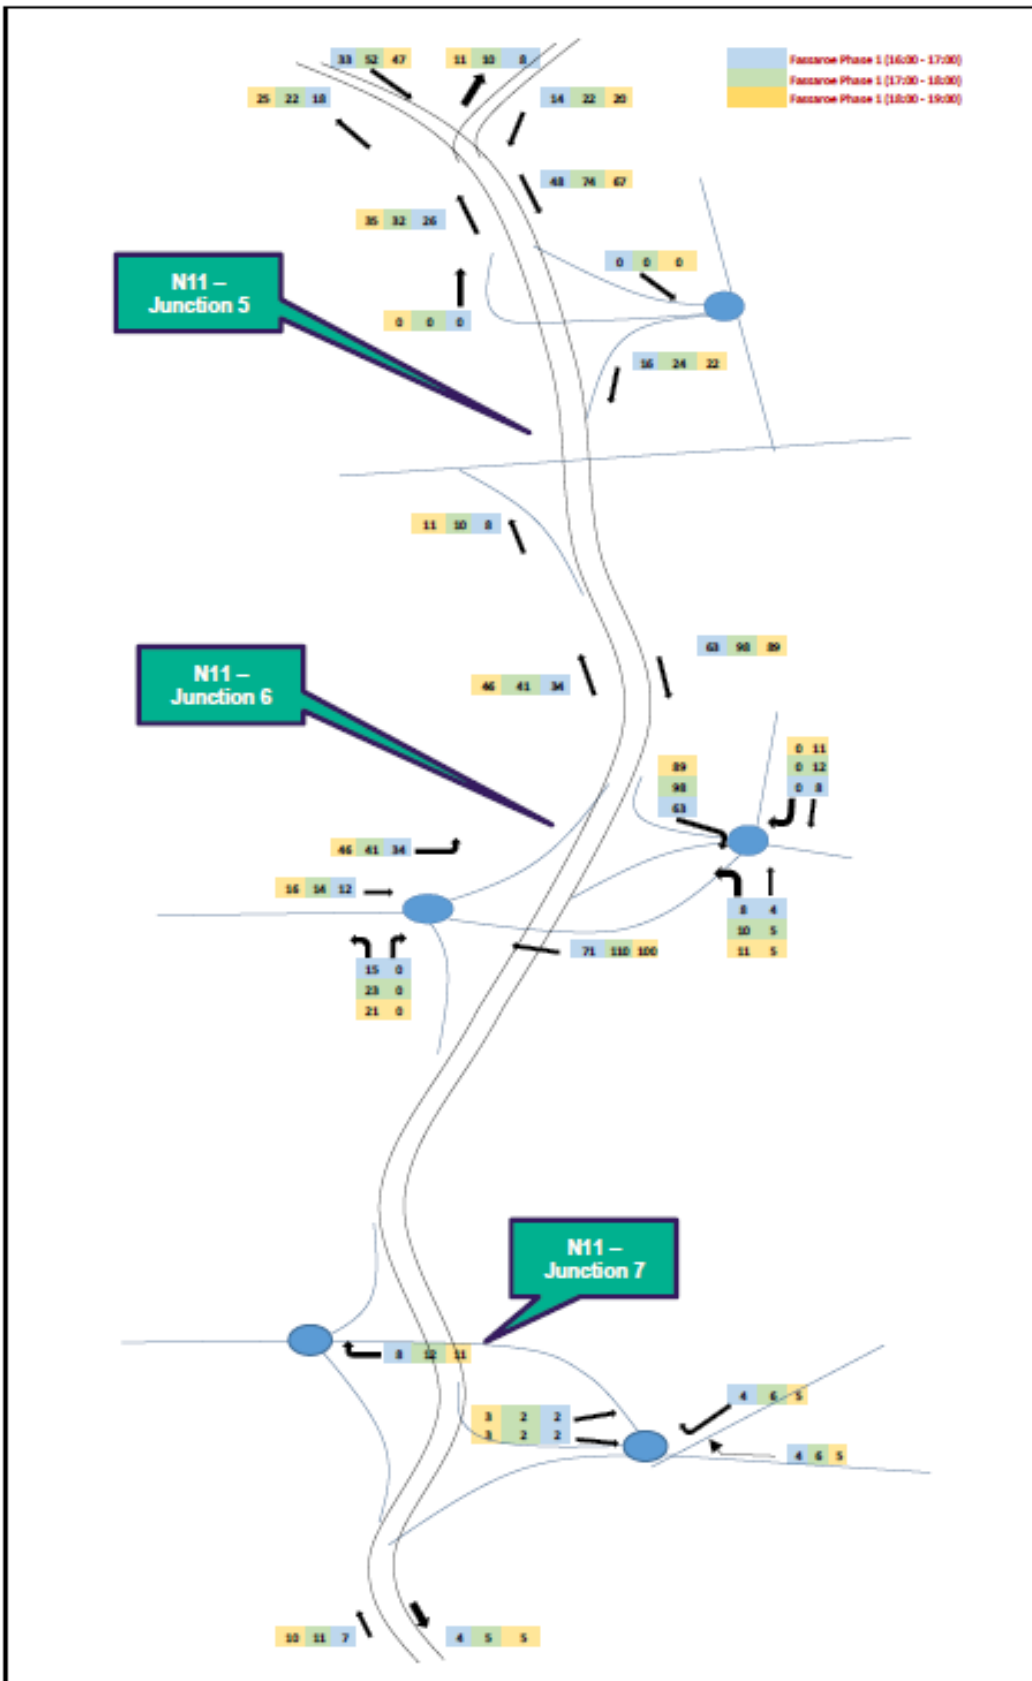 33 52 47
11 10 8
Fassaroe Phase 1 (16:00 - 17:00)
Fassaroe Phase 1 (17:00 - 18:00)
Fassaroe Phase 1 (18:00 - 19:00)
25 22 18
14 22 20
48 74 67
35 32 26
0 0 0
N11 –
Junction 5
0 0 0
16 24 22
11 10 8
63 98 89
N11 –
Junction 6
46 41 34
0 11
0 12
0 8
89
98
63
46 41 34
16 14 12
8 4
10 5
11 5
71 110 100
15 0
23 0
21 0
N11 –
Junction 7
8 12 11
3 2 2
3 2 2
4 6 5
4 6 5
10 11 7
4 5 5